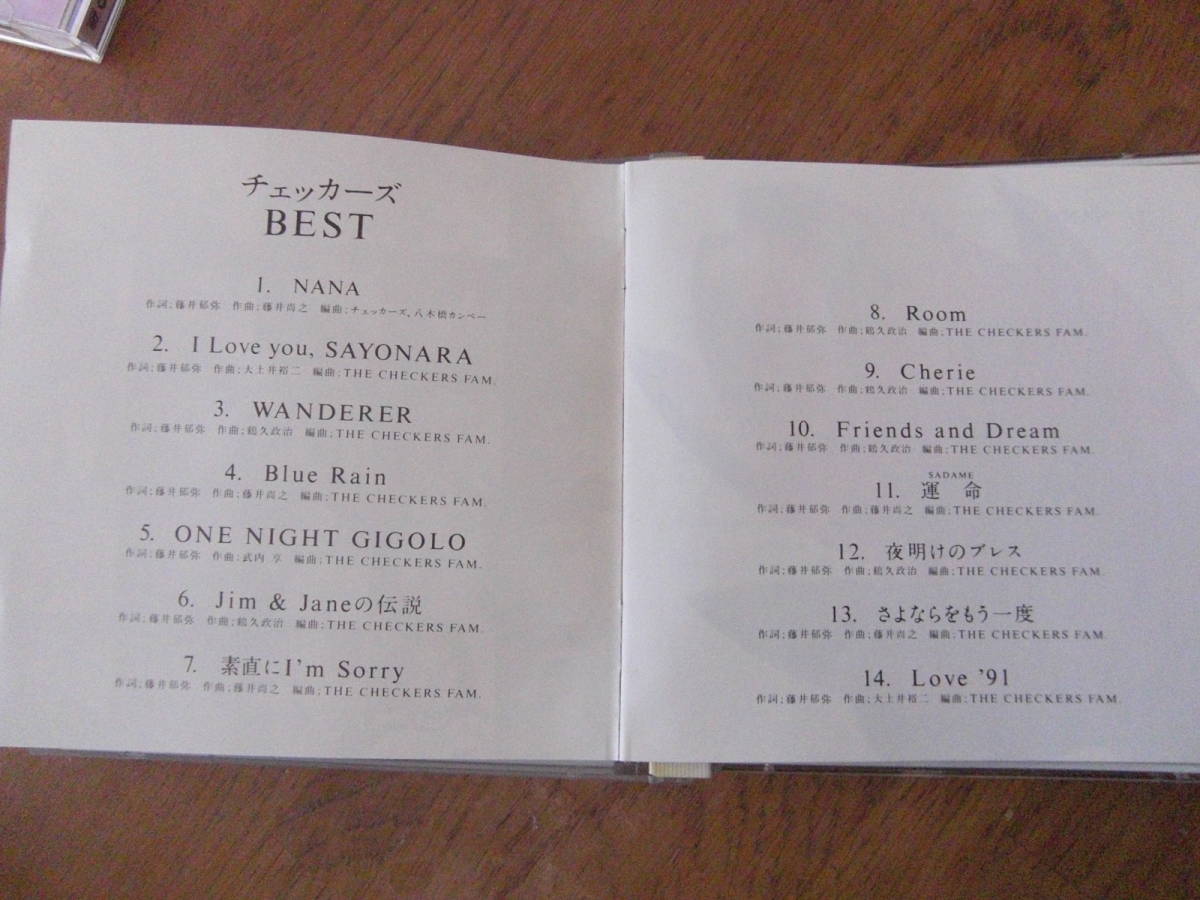 チェッカーズ
BEST
1. NANA
作詞;藤井郁弥 作曲;藤井尚之 編曲;チェッカーズ、八木橋カンペー
2. I Love you, SAYONARA
作詞;藤井郁弥 作曲;大土井裕二 編曲;THE CHECKERS FAM.
3. WANDERER
作詞;藤井郁弥 作曲;鶴久政治 編曲;THE CHECKERS FAM.
4. Blue Rain
作詞;藤井郁弥 作曲;藤井尚之 編曲;THE CHECKERS FAM.
5. ONE NIGHT GIGOLO
作詞;藤井郁弥 作曲;武内 享 編曲;THE CHECKERS FAM.
6. Jim & Janeの伝説
作詞;藤井郁弥 作曲;鶴久政治 編曲;THE CHECKERS FAM.
7. 素直にI'm Sorry
作詞;藤井郁弥 作曲;藤井尚之 編曲;THE CHECKERS FAM.
8. Room
作詞;藤井郁弥 作曲;鶴久政治 編曲;THE CHECKERS FAM.
9. Cherie
作詞;藤井郁弥 作曲;鶴久政治 編曲;THE CHECKERS FAM.
10. Friends and Dream
作詞;藤井郁弥 作曲;鶴久政治 編曲;THE CHECKERS FAM.
SADAME
11. 運 命
作詞;藤井郁弥 作曲;藤井尚之 編曲;THE CHECKERS FAM.
12. 夜明けのブレス
作詞;藤井郁弥 作曲;鶴久政治 編曲;THE CHECKERS FAM.
13. さよならをもう一度
作詞;藤井郁弥 作曲;藤井尚之 編曲;THE CHECKERS FAM.
14. Love '91
作詞;藤井郁弥 作曲;大土井裕二 編曲;THE CHECKERS FAM.